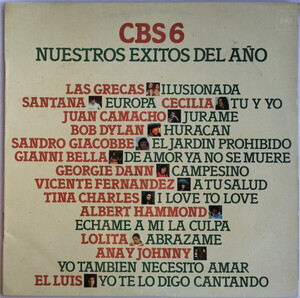 CBS 6
NUESTROS EXITOS DEL AÑO
LAS GRECAS ILUSIONADA
SANTANA EUROPA CECILIA TU Y YO
JUAN CAMACHO JURAME
BOB DYLAN HURACAN
SANDRO GIACOBBE EL JARDIN PROHIBIDO
GIANNI BELLA DE AMOR YA NO SE MUERE
GEORGIE DANN CAMPESINO
VICENTE FERNANDEZ A TU SALUD
TINA CHARLES I LOVE TO LOVE
ALBERT HAMMOND
ECHAME A MI LA CULPA
LOLITA ABRAZAME
ANA Y JOHNNY
YO TAMBIEN NECESITO AMAR
EL LUIS YO TE LO DIGO CANTANDO